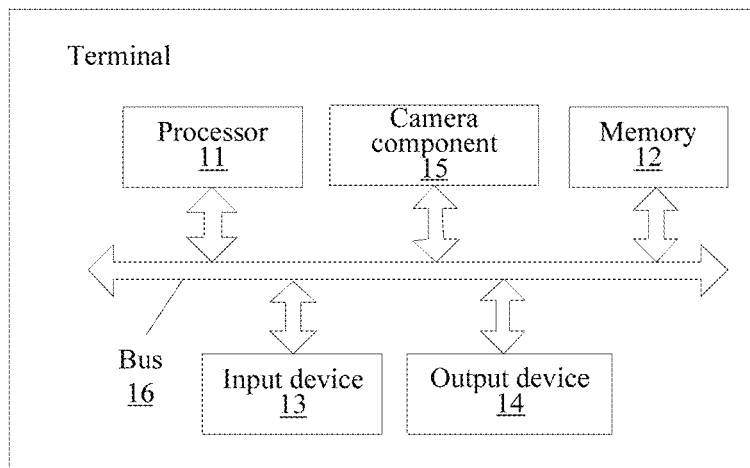 Terminal
Processor
11
Camera
component
15
Memory
12
Bus
16
Input device
13
Output device
14